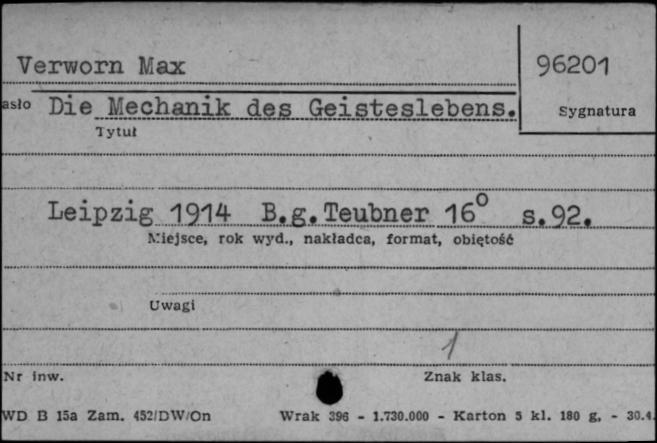 Verworn Max
96201
asło Die Mechanik des Geisteslebens.
Sygnatura
Tytuł
Leipzig 1914 B.g.Teubner 16° s.92.
Miejsce, rok wyd., nakładca, format, obiętość
Uwagi
1
Nr inw.
Znak klas.
WD B 15a Zam. 452/DW/On Wrak 396 - 1.730.000 - Karton 5 kl. 180 g, - 30.4.